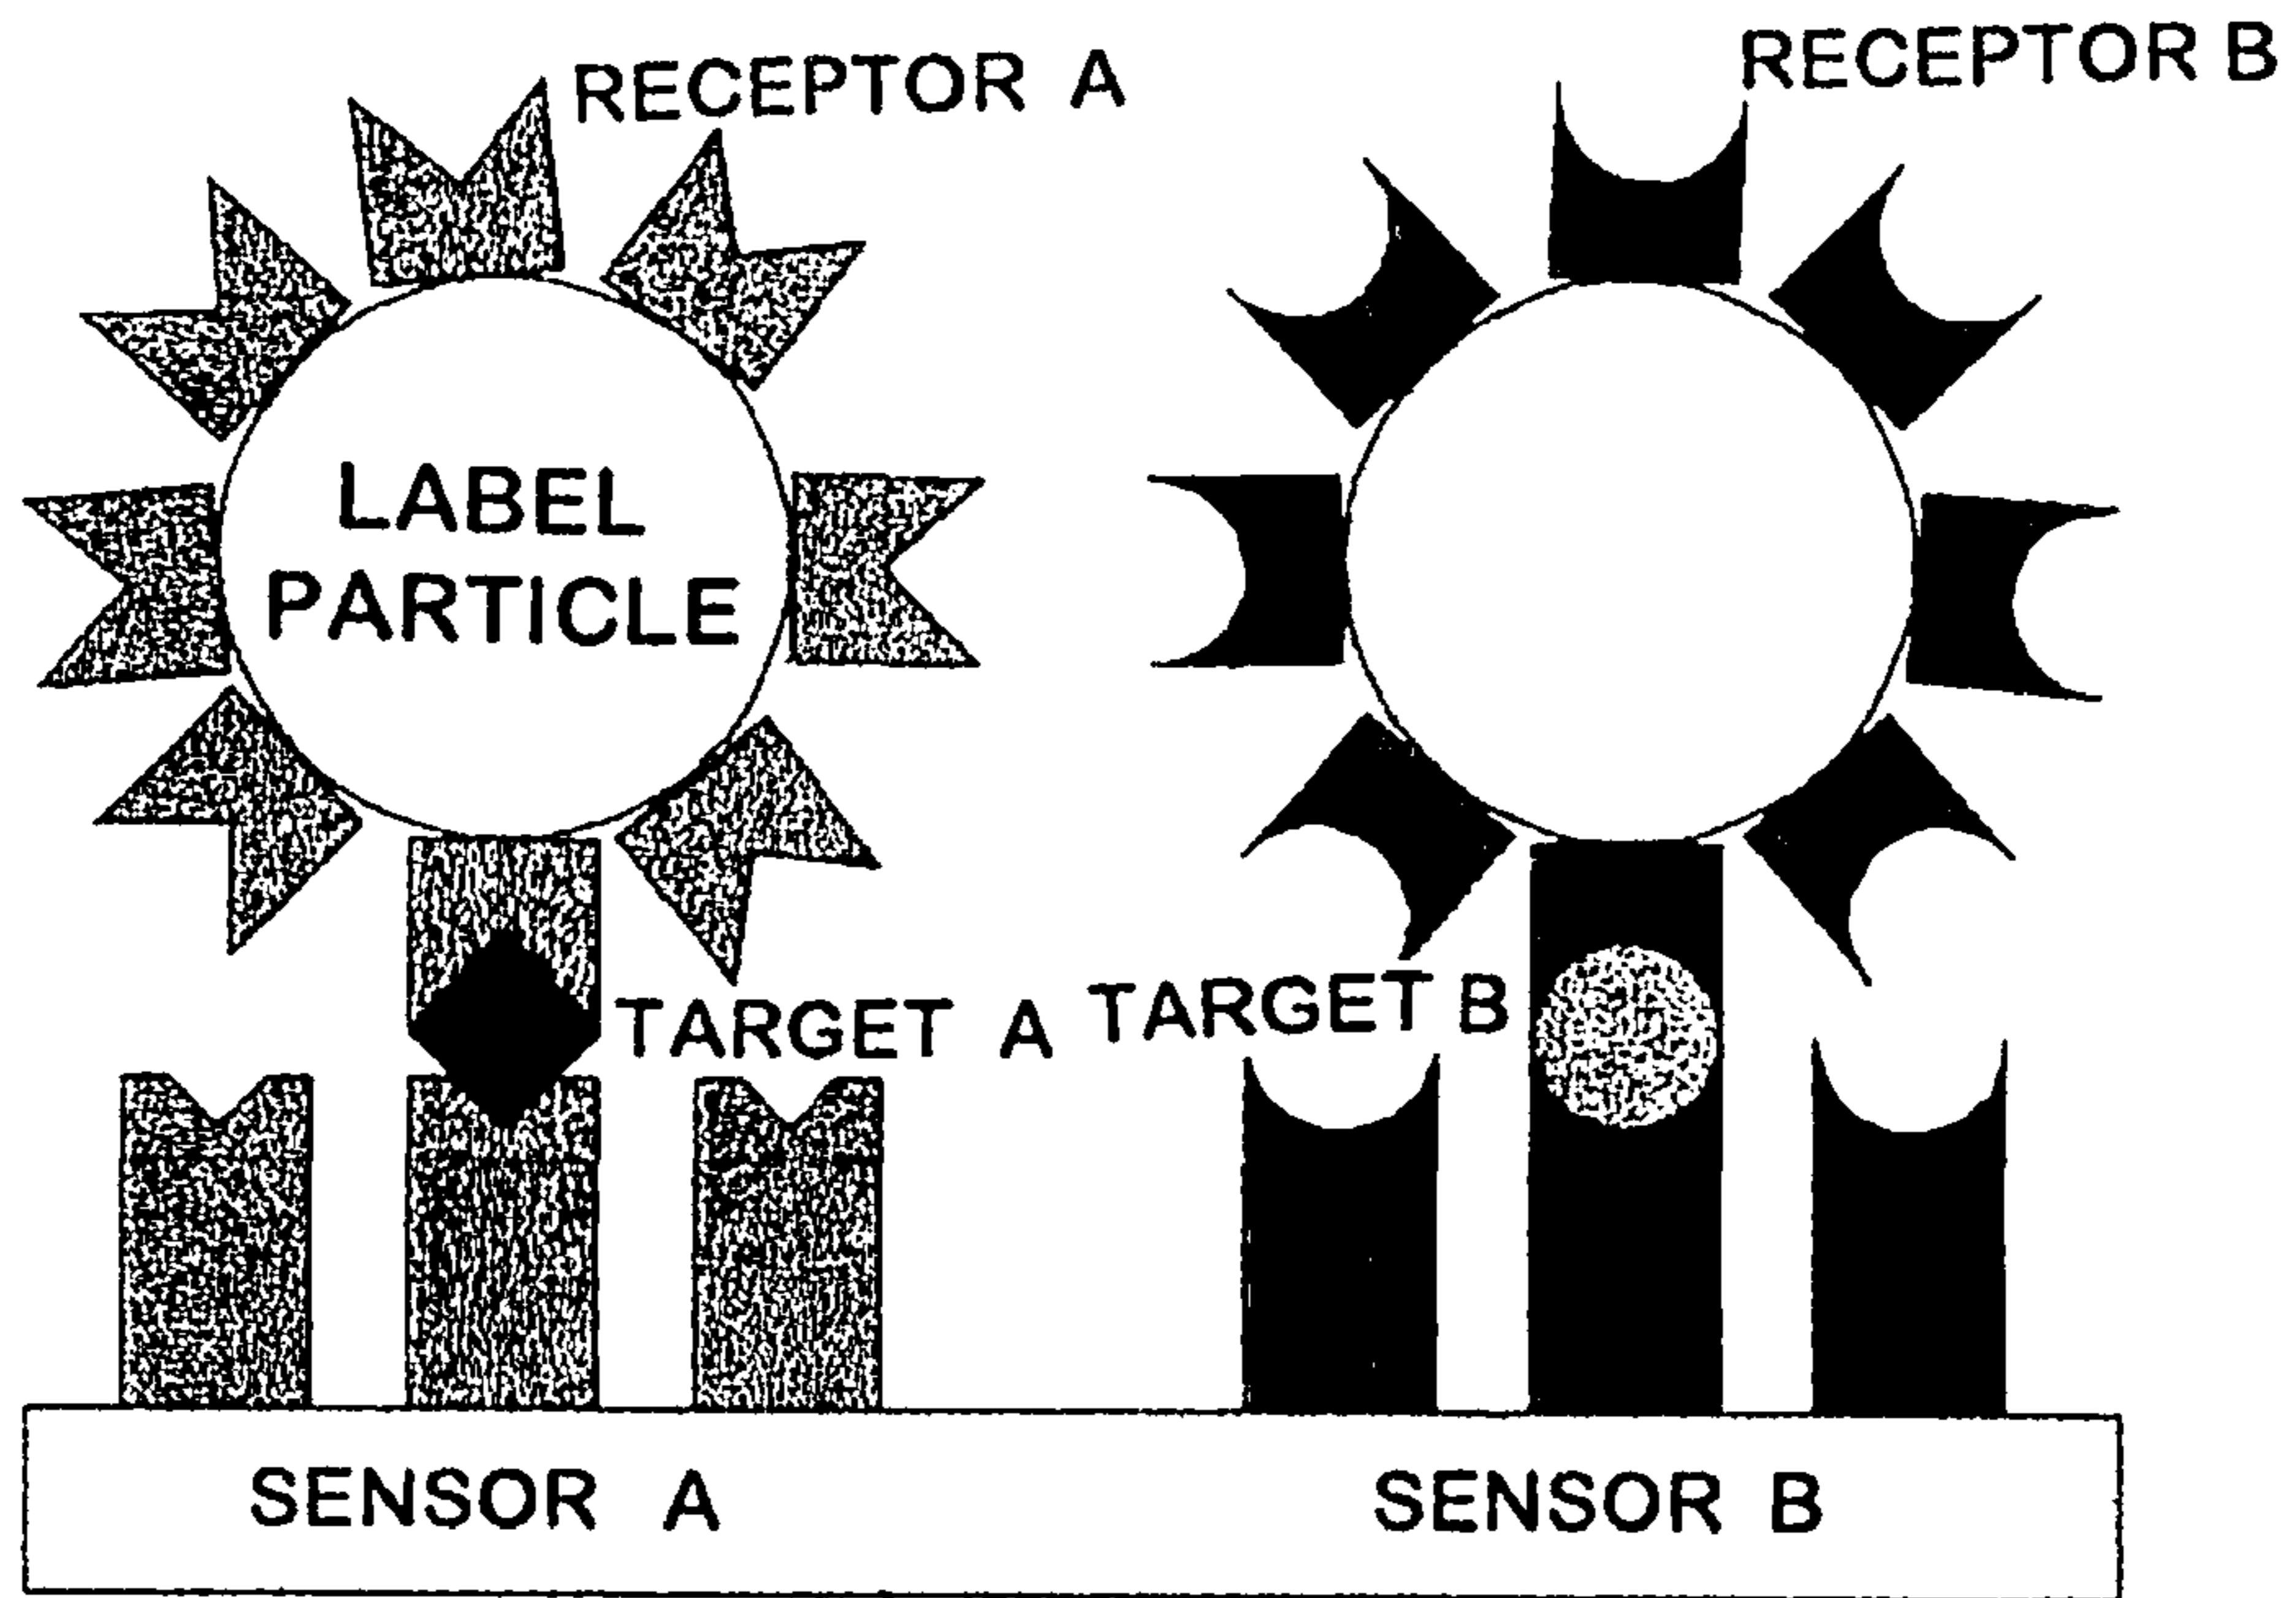 RECEPTOR A
RECEPTOR B
LABEL
PARTICLE
TARGET A
TARGET B
SENSOR A
SENSOR B